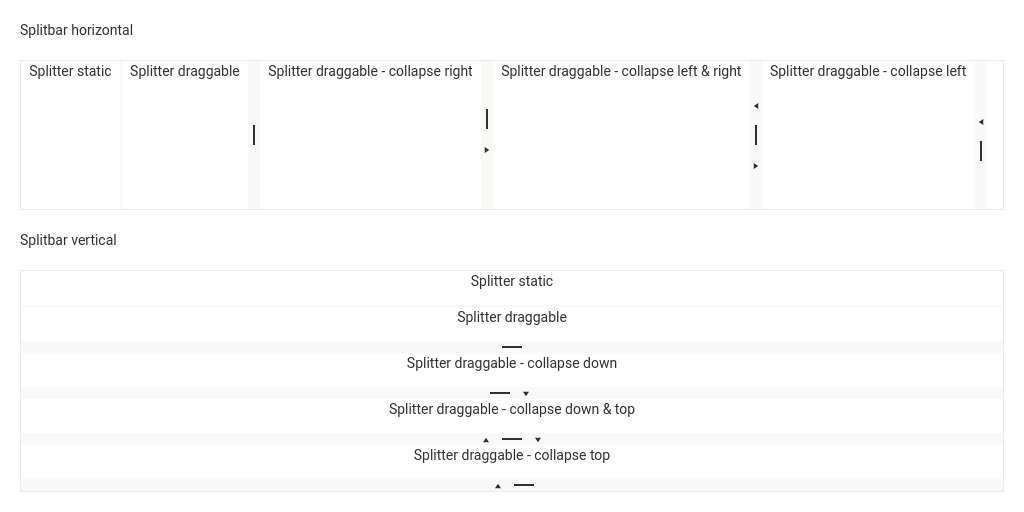 Splitbar horizontal
Splitter static
Splitter draggable
Splitter draggable - collapse right
Splitter draggable - collapse left & right
Splitter draggable - collapse left
Splitbar vertical
Splitter static
Splitter draggable
Splitter draggable - collapse down
Splitter draggable - collapse down & top
Splitter draggable - collapse top